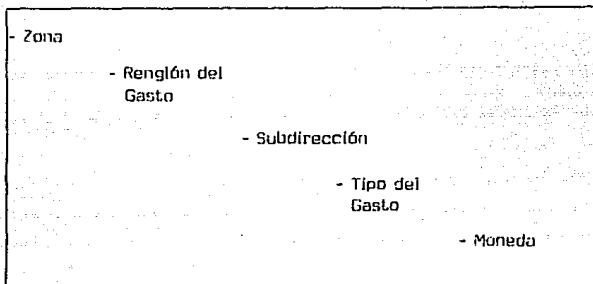 - Zona
- Renglón del
Gasto
- Subdirección
- Tipo del
Gasto
- Moneda